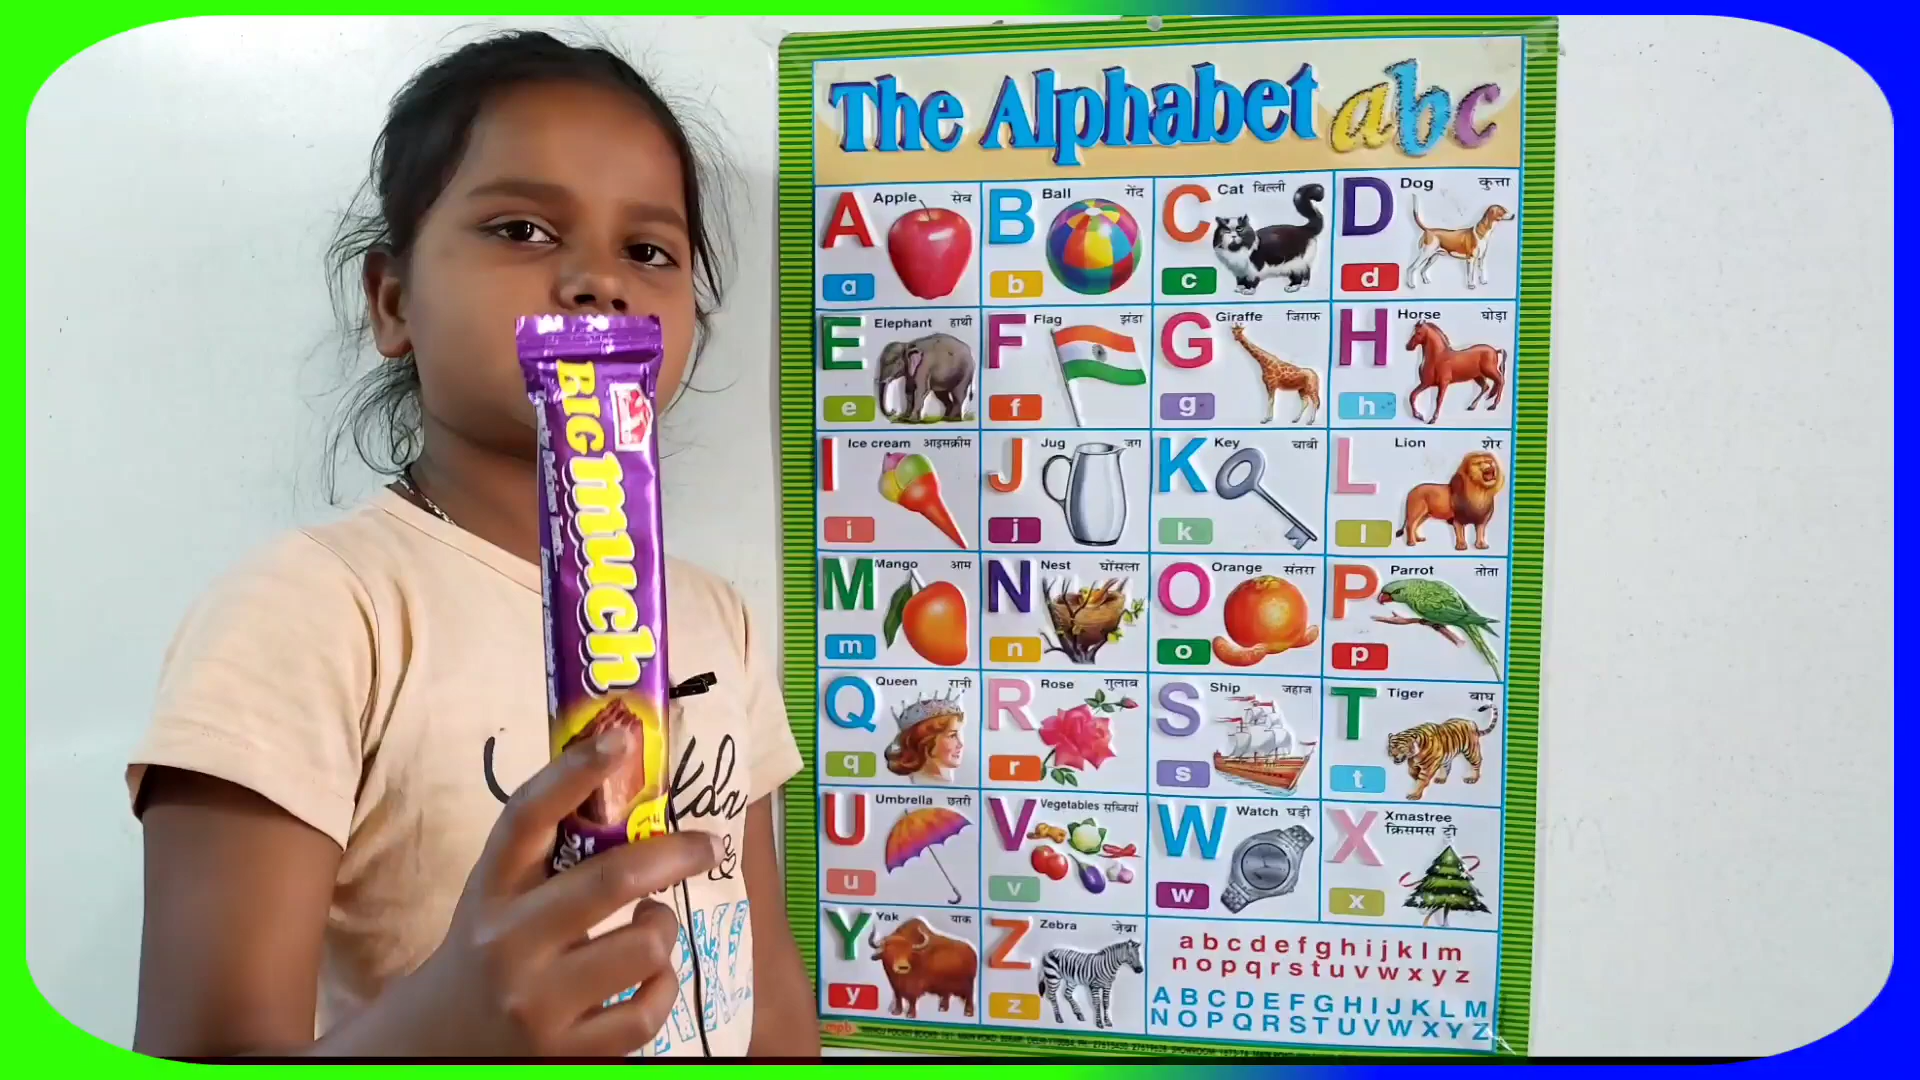 The Alphabet abc
A Apple सेब a
B Ball गेंद b
C Cat बिल्ली c
D Dog कुत्ता d
E Elephant हाथी e
F Flag झंडा f
G Giraffe जिराफ g
H Horse घोड़ा h
I Ice cream आइसक्रीम i
J Jug जग j
K Key चाबी k
L Lion शेर l
M Mango आम m
N Nest घोंसला n
O Orange संतरा o
P Parrot तोता p
Q Queen रानी q
R Rose गुलाब r
S Ship जहाज s
T Tiger बाघ t
U Umbrella छतरी u
V Vegetables सब्जियां v
W Watch घड़ी w
X Xmastree क्रिसमस ट्री x
Y Yak याक y
Z Zebra जे़ब्रा z
a b c d e f g h i j k l m
n o p q r s t u v w x y z
A B C D E F G H I J K L M
N O P Q R S T U V W X Y Z
mpb
BIG munch